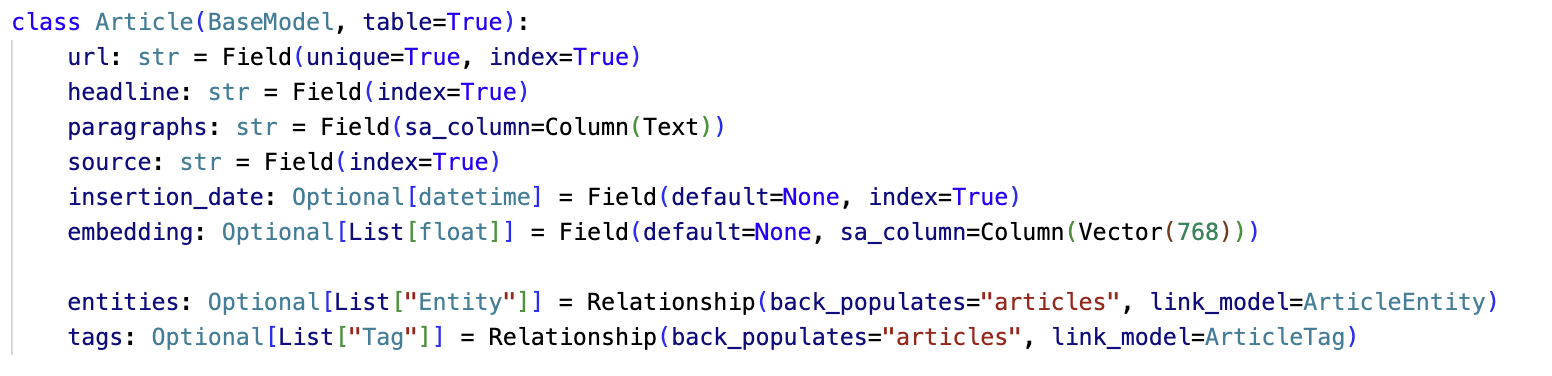 class Article(BaseModel, table=True):
    url: str = Field(unique=True, index=True)
    headline: str = Field(index=True)
    paragraphs: str = Field(sa_column=Column(Text))
    source: str = Field(index=True)
    insertion_date: Optional[datetime] = Field(default=None, index=True)
    embedding: Optional[List[float]] = Field(default=None, sa_column=Column(Vector(768)))

    entities: Optional[List["Entity"]] = Relationship(back_populates="articles", link_model=ArticleEntity)
    tags: Optional[List["Tag"]] = Relationship(back_populates="articles", link_model=ArticleTag)